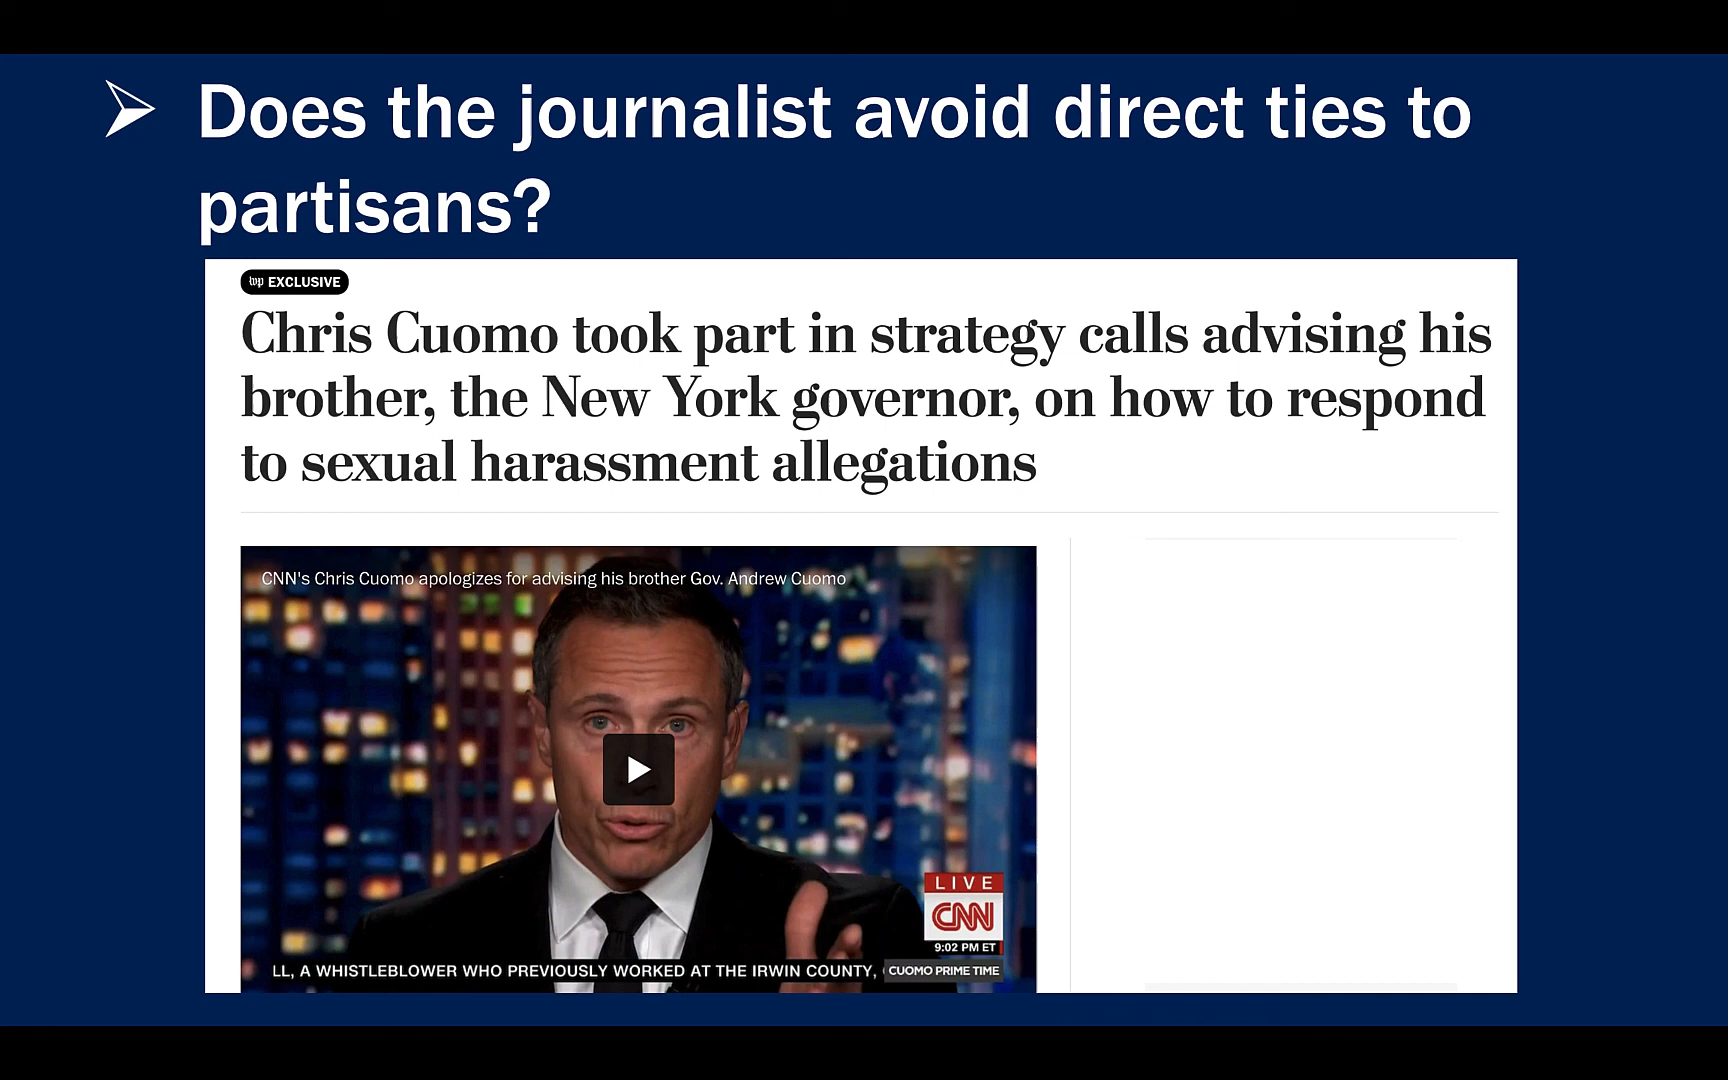 Does the journalist avoid direct ties to
partisans?
wp EXCLUSIVE
Chris Cuomo took part in strategy calls advising his
brother, the New York governor, on how to respond
to sexual harassment allegations
CNN's Chris Cuomo apologizes for advising his brother Gov. Andrew Cuomo
LIVE
CNN
9:02 PM ET
LL, A WHISTLEBLOWER WHO PREVIOUSLY WORKED AT THE IRWIN COUNTY,
CUOMO PRIME TIME